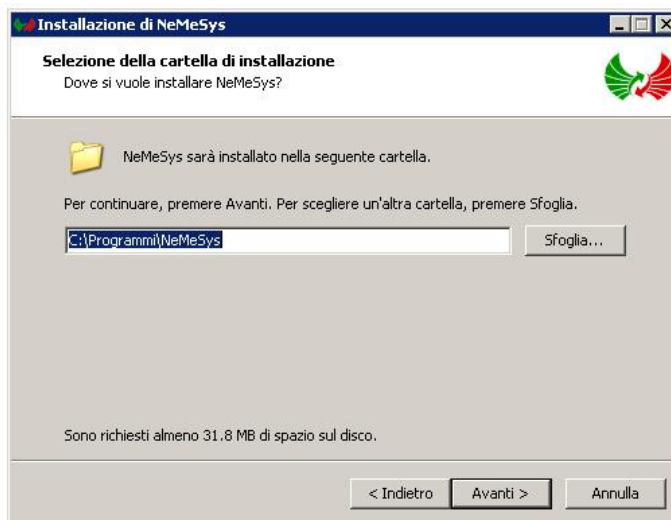 Installazione di NeMeSys
Selezione della cartella di installazione
Dove si vuole installare NeMeSys?
NeMeSys sarà installato nella seguente cartella.
Per continuare, premere Avanti. Per scegliere un'altra cartella, premere Sfoglia.
C:\Programmi\NeMeSys
Sfoglia...
Sono richiesti almeno 31.8 MB di spazio sul disco.
< Indietro
Avanti >
Annulla